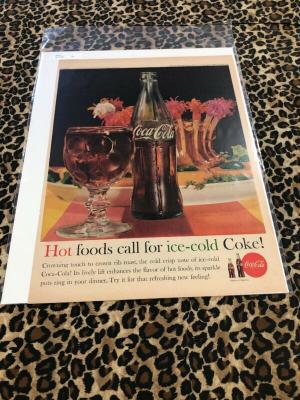 Coca-Cola
Hot foods call for ice-cold Coke!
Crowning touch to crown rib roast, the cold crisp taste of ice-cold
Coca-Cola! Its lively lift enhances the flavor of hot foods, its sparkle
puts zing in your dinner. Try it for that refreshing new feeling!
Coca-Cola